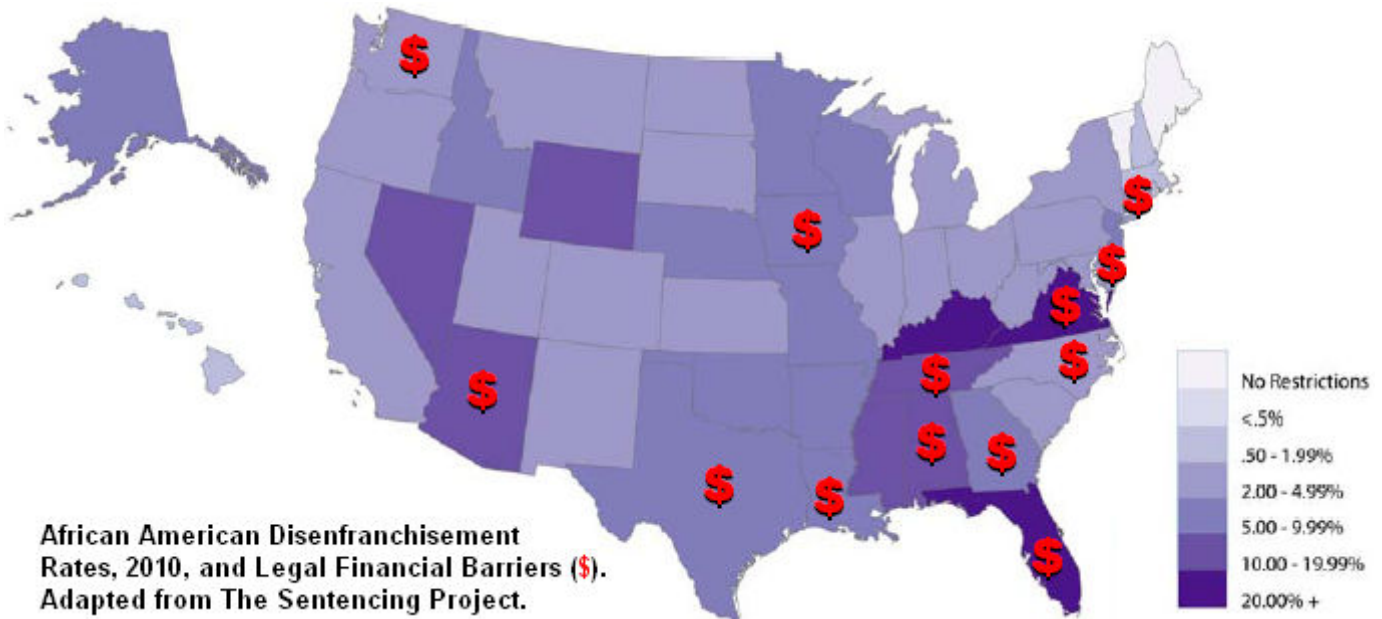 $
$
$
$
$
$
$
$
$
$
$
$
$
No Restrictions
<.5%
.50 - 1.99%
2.00 - 4.99%
5.00 - 9.99%
10.00 - 19.99%
20.00% +
African American Disenfranchisement
Rates, 2010, and Legal Financial Barriers ($).
Adapted from The Sentencing Project.